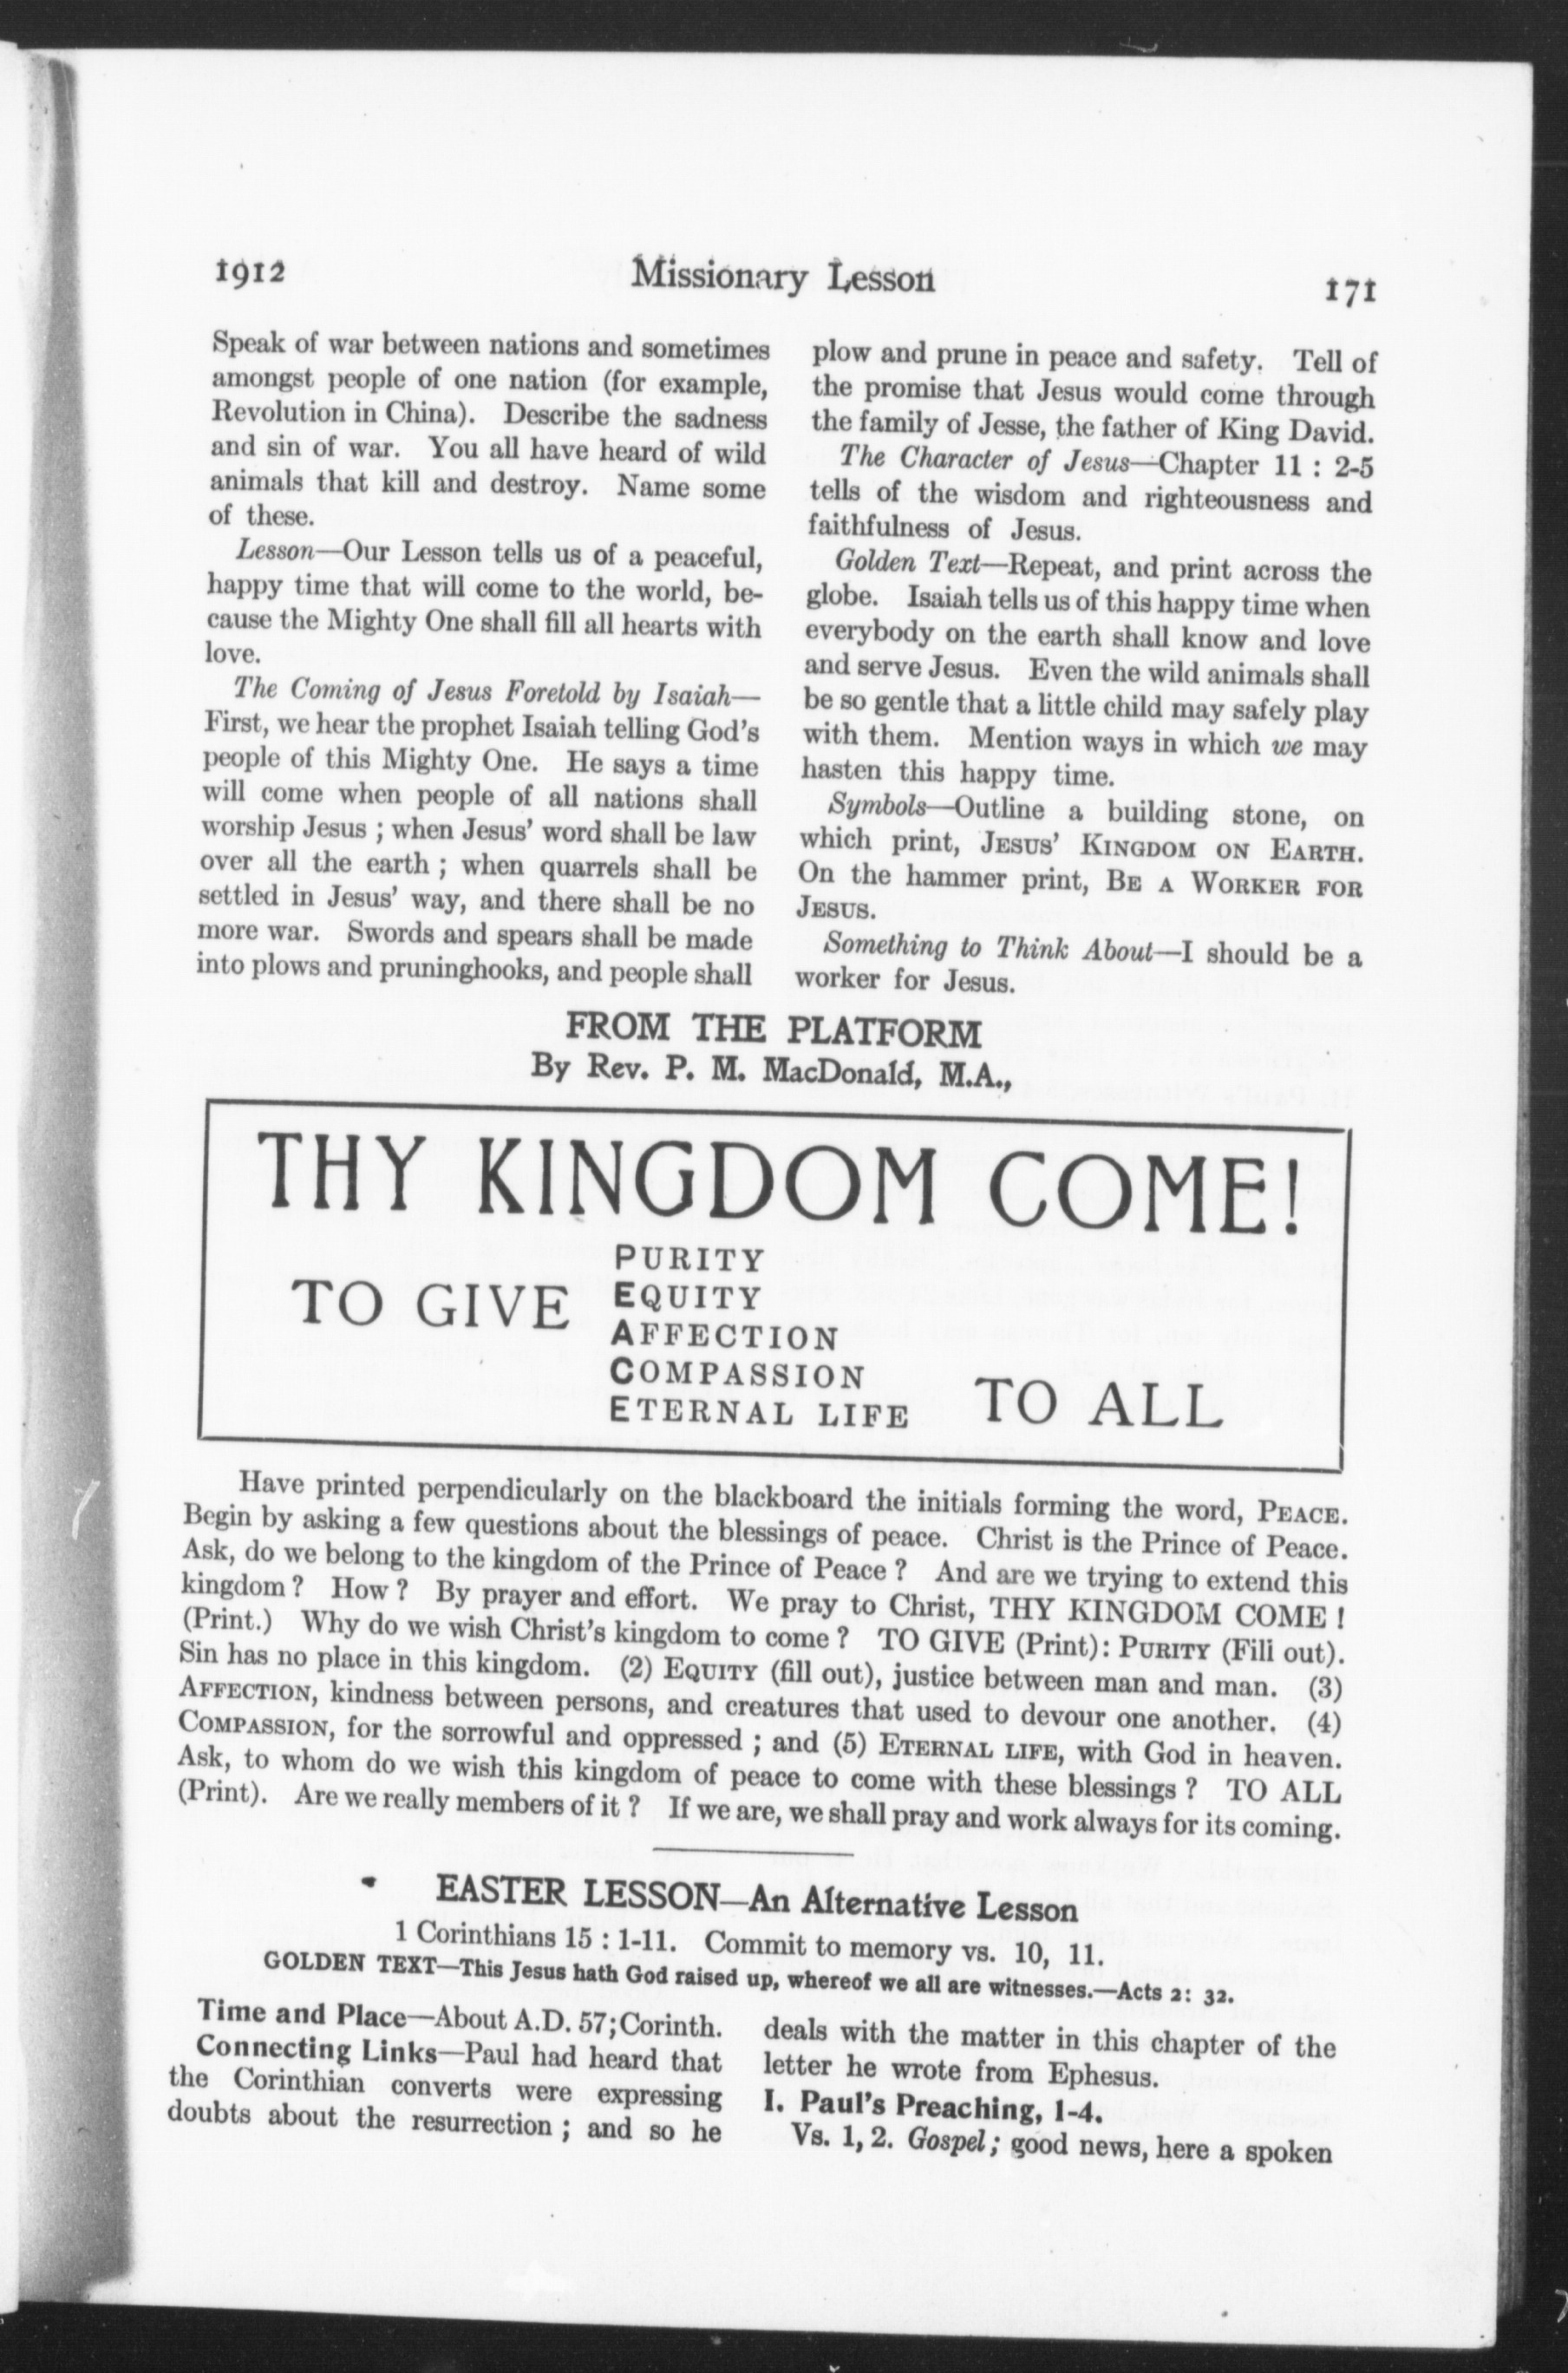 1912
Missionary Lesson
171
Speak of war between nations and sometimes
amongst people of one nation (for example,
Revolution in China). Describe the sadness
and sin of war. You all have heard of wild
animals that kill and destroy. Name some
of these.
Lesson—Our Lesson tells us of a peaceful,
happy time that will come to the world, be-
cause the Mighty One shall fill all hearts with
love.
The Coming of Jesus Foretold by Isaiah—
First, we hear the prophet Isaiah telling God's
people of this Mighty One. He says a time
will come when people of all nations shall
worship Jesus ; when Jesus' word shall be law
over all the earth ; when quarrels shall be
settled in Jesus' way, and there shall be no
more war. Swords and spears shall be made
into plows and pruninghooks, and people shall
plow and prune in peace and safety. Tell of
the promise that Jesus would come through
the family of Jesse, the father of King David.
The Character of Jesus—Chapter 11 : 2-5
tells of the wisdom and righteousness and
faithfulness of Jesus.
Golden Text—Repeat, and print across the
globe. Isaiah tells us of this happy time when
everybody on the earth shall know and love
and serve Jesus. Even the wild animals shall
be so gentle that a little child may safely play
with them. Mention ways in which we may
hasten this happy time.
Symbols—Outline a building stone, on
which print, JESUS' KINGDOM ON EARTH.
On the hammer print, BE A WORKER FOR
JESUS.
Something to Think About—I should be a
worker for Jesus.
FROM THE PLATFORM
By Rev. P. M. MacDonald, M.A.,
THY KINGDOM COME!
TO GIVE
PURITY
EQUITY
AFFECTION
COMPASSION
ETERNAL LIFE
TO ALL
Have printed perpendicularly on the blackboard the initials forming the word, PEACE.
Begin by asking a few questions about the blessings of peace. Christ is the Prince of Peace.
Ask, do we belong to the kingdom of the Prince of Peace ? And are we trying to extend this
kingdom ? How ? By prayer and effort. We pray to Christ, THY KINGDOM COME !
(Print.) Why do we wish Christ's kingdom to come ? TO GIVE (Print): PURITY (Fill out).
Sin has no place in this kingdom. (2) EQUITY (fill out), justice between man and man. (3)
AFFECTION, kindness between persons, and creatures that used to devour one another. (4)
COMPASSION, for the sorrowful and oppressed ; and (5) ETERNAL LIFE, with God in heaven.
Ask, to whom do we wish this kingdom of peace to come with these blessings ? TO ALL
(Print). Are we really members of it ? If we are, we shall pray and work always for its coming.
EASTER LESSON—An Alternative Lesson
1 Corinthians 15 : 1-11. Commit to memory vs. 10, 11.
GOLDEN TEXT—This Jesus hath God raised up, whereof we all are witnesses.—Acts 2: 32.
Time and Place—About A.D. 57; Corinth.
Connecting Links—Paul had heard that
the Corinthian converts were expressing
doubts about the resurrection ; and so he
deals with the matter in this chapter of the
letter he wrote from Ephesus.
I. Paul's Preaching, 1-4.
Vs. 1, 2. Gospel; good news, here a spoken